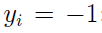 y_i = −1: